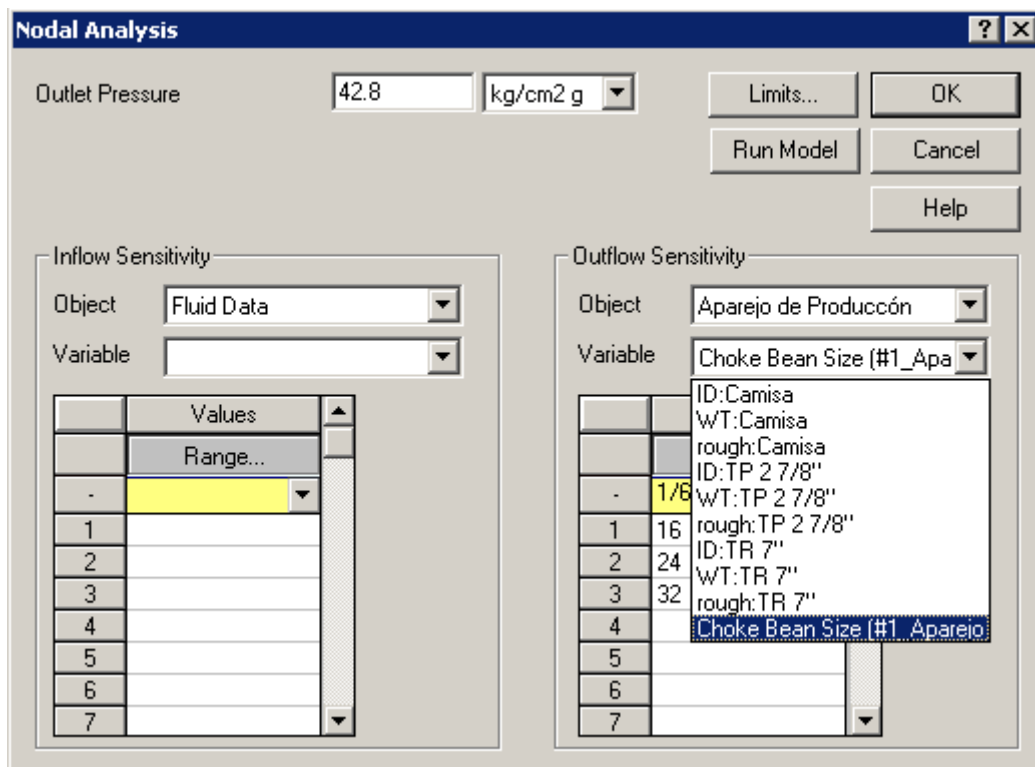 Nodal Analysis
Outlet Pressure
42.8
kg/cm2 g
Limits...
OK
Run Model
Cancel
Help
Inflow Sensitivity
Object
Fluid Data
Variable
Values
Range...
-
1
2
3
4
5
6
7
Outflow Sensitivity
Object
Aparejo de Produccón
Variable
Choke Bean Size (#1_Apa
ID:Camisa
WT:Camisa
rough:Camisa
ID:TP 2 7/8"
WT:TP 2 7/8"
rough:TP 2 7/8"
ID:TR 7"
WT:TR 7"
rough:TR 7"
Choke Bean Size (#1_Aparejo
- 1/6
1 16
2 24
3 32
4
5
6
7